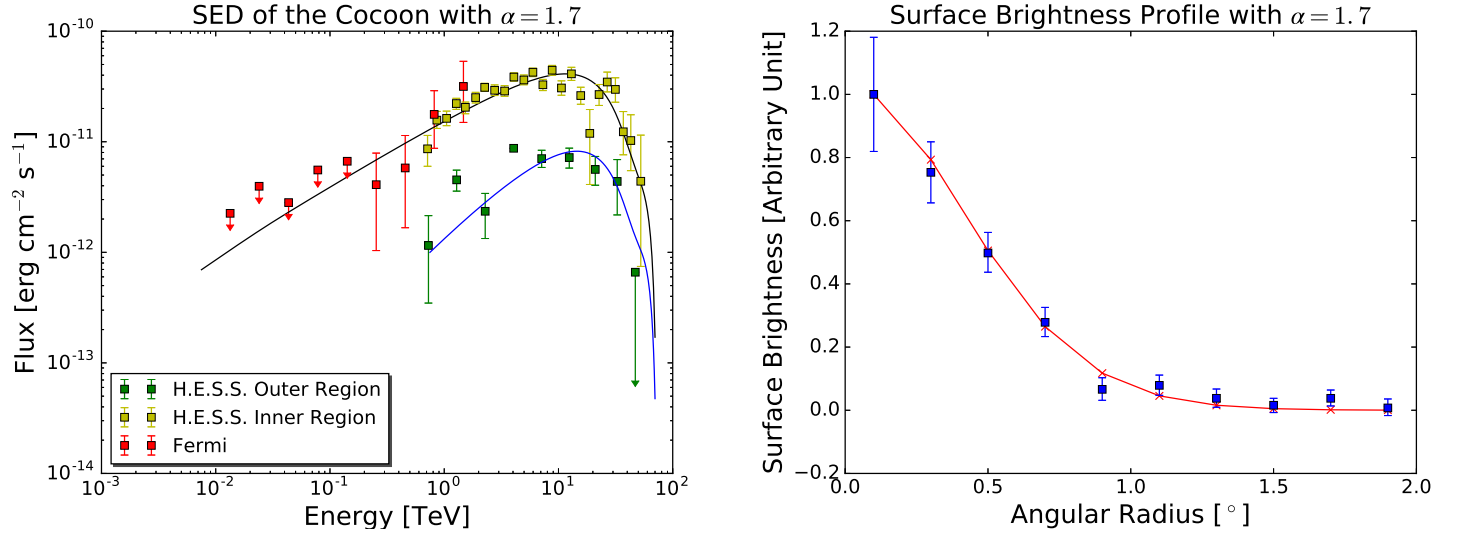 SED of the Cocoon with α = 1.7
10⁻¹⁰
10⁻¹¹
10⁻¹²
10⁻¹³
10⁻¹⁴
Flux [erg cm⁻² s⁻¹]
H.E.S.S. Outer Region
H.E.S.S. Inner Region
Fermi
10⁻³ 10⁻² 10⁻¹ 10⁰ 10¹ 10²
Energy [TeV]
Surface Brightness Profile with α = 1.7
1.2
1.0
0.8
0.6
0.4
0.2
0.0
−0.2
Surface Brightness [Arbitrary Unit]
0.0 0.5 1.0 1.5 2.0
Angular Radius [°]